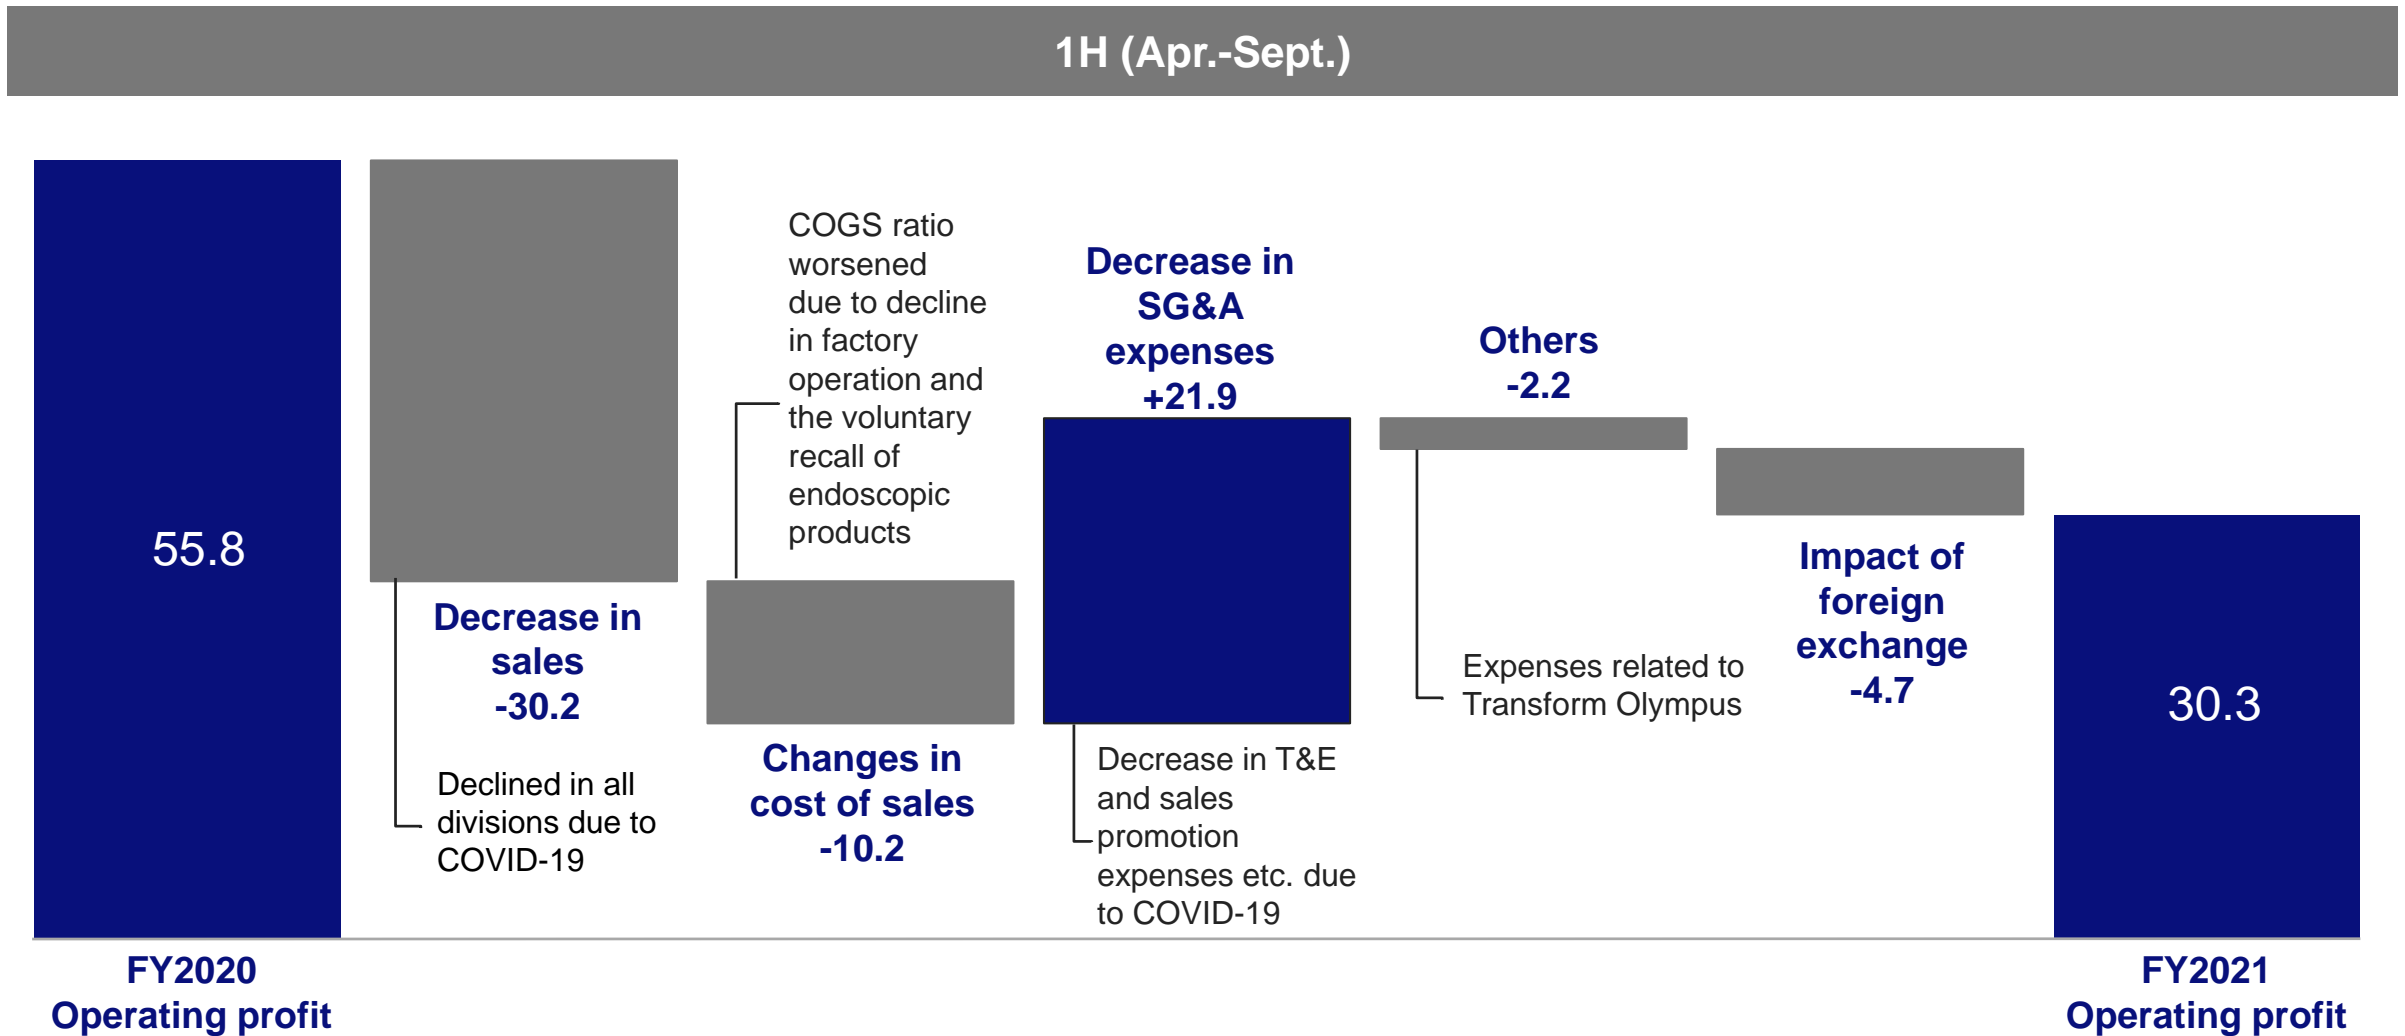 1H (Apr.-Sept.)
55.8
FY2020
Operating profit
Decrease in
sales
-30.2
Declined in all
divisions due to
COVID-19
COGS ratio
worsened
due to decline
in factory
operation and
the voluntary
recall of
endoscopic
products
Changes in
cost of sales
-10.2
Decrease in
SG&A
expenses
+21.9
Decrease in T&E
and sales
promotion
expenses etc. due
to COVID-19
Others
-2.2
Expenses related to
Transform Olympus
Impact of
foreign
exchange
-4.7
30.3
FY2021
Operating profit